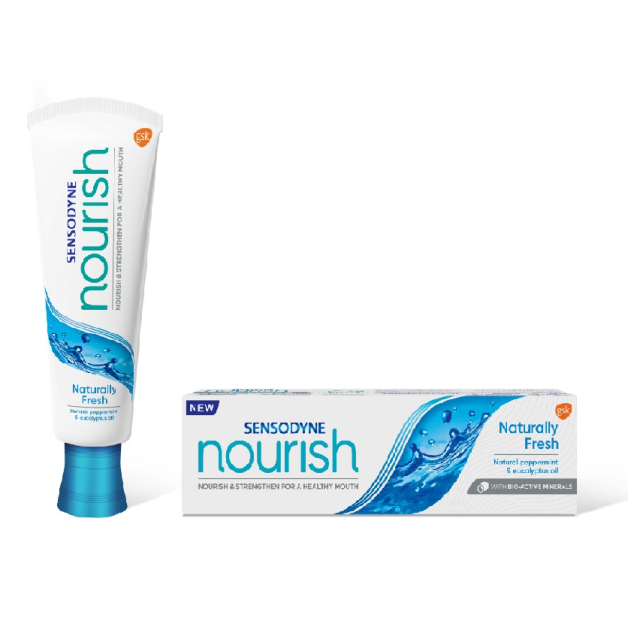 gsk
SENSODYNE
nourish
NOURISH & STRENGTHEN FOR A HEALTHY MOUTH
Naturally
Fresh
Natural peppermint
& eucalyptus oil
NEW
SENSODYNE
nourish
NOURISH & STRENGTHEN FOR A HEALTHY MOUTH
gsk
Naturally
Fresh
Natural peppermint
& eucalyptus oil
WITH BIO-ACTIVE MINERALS